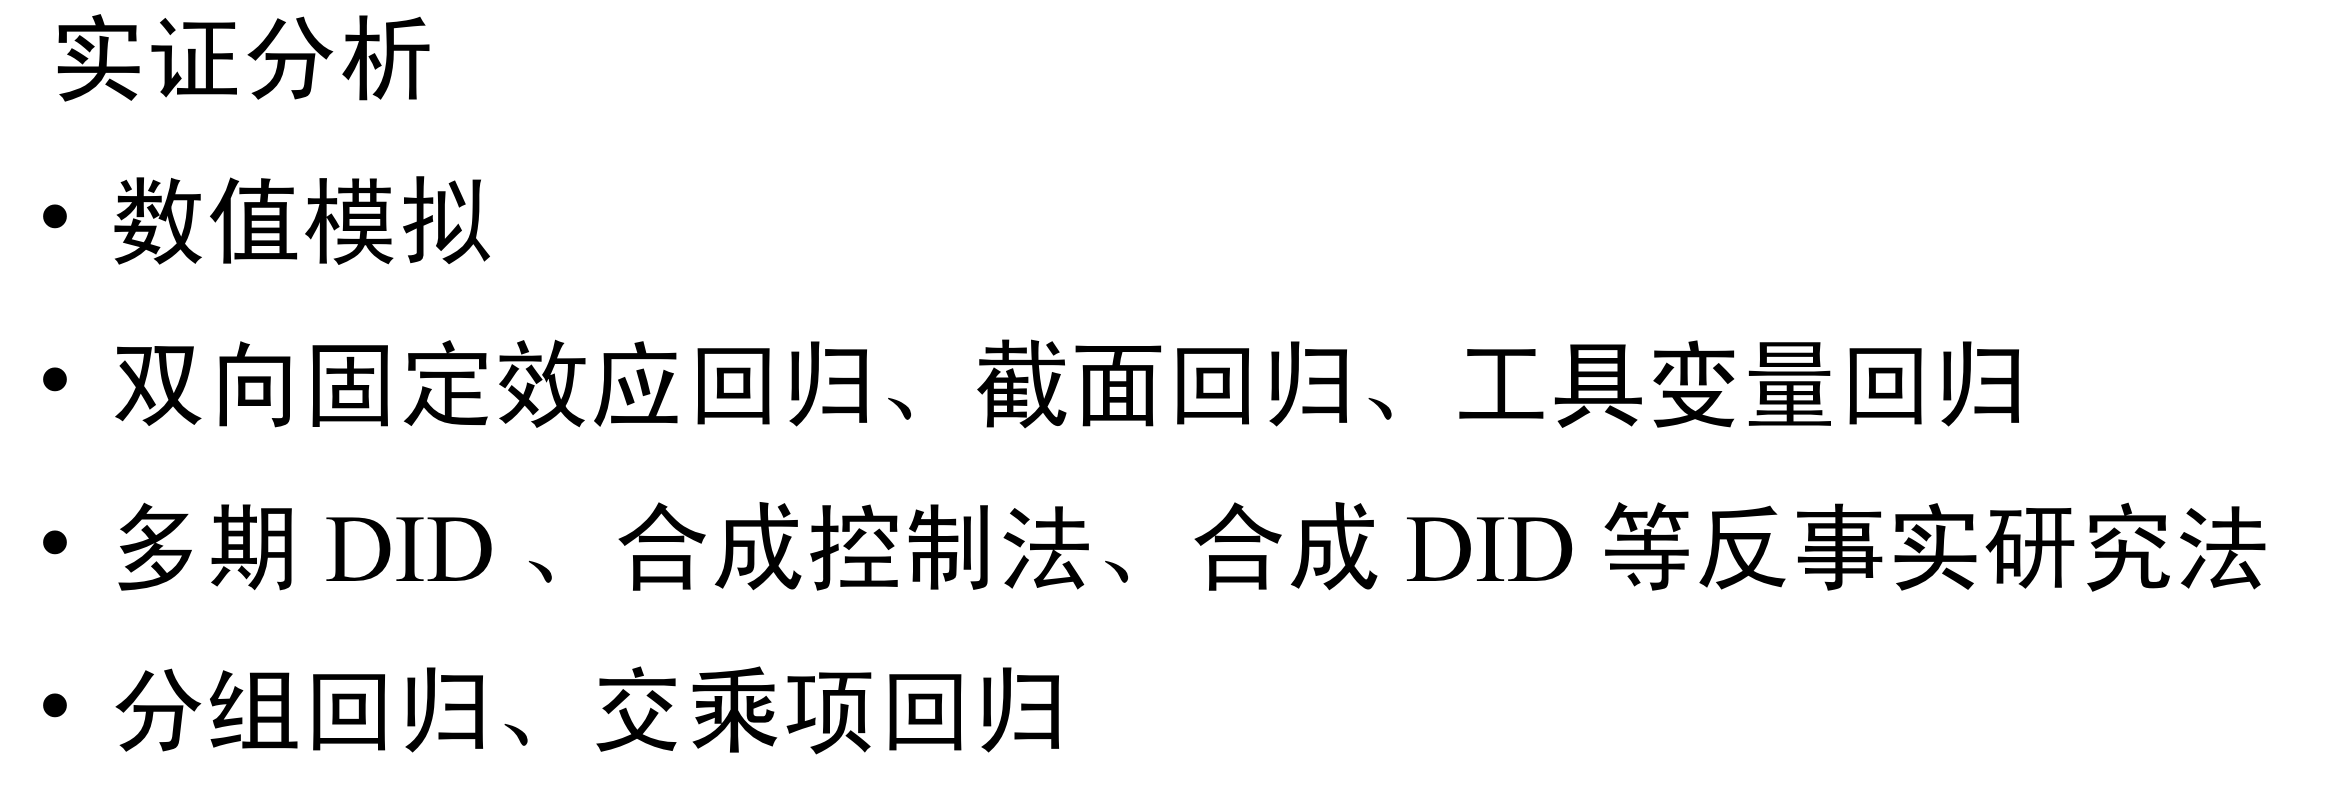 实证分析
• 数值模拟
• 双向固定效应回归、截面回归、工具变量回归
• 多期 DID 、合成控制法、合成 DID 等反事实研究法
• 分组回归、交乘项回归